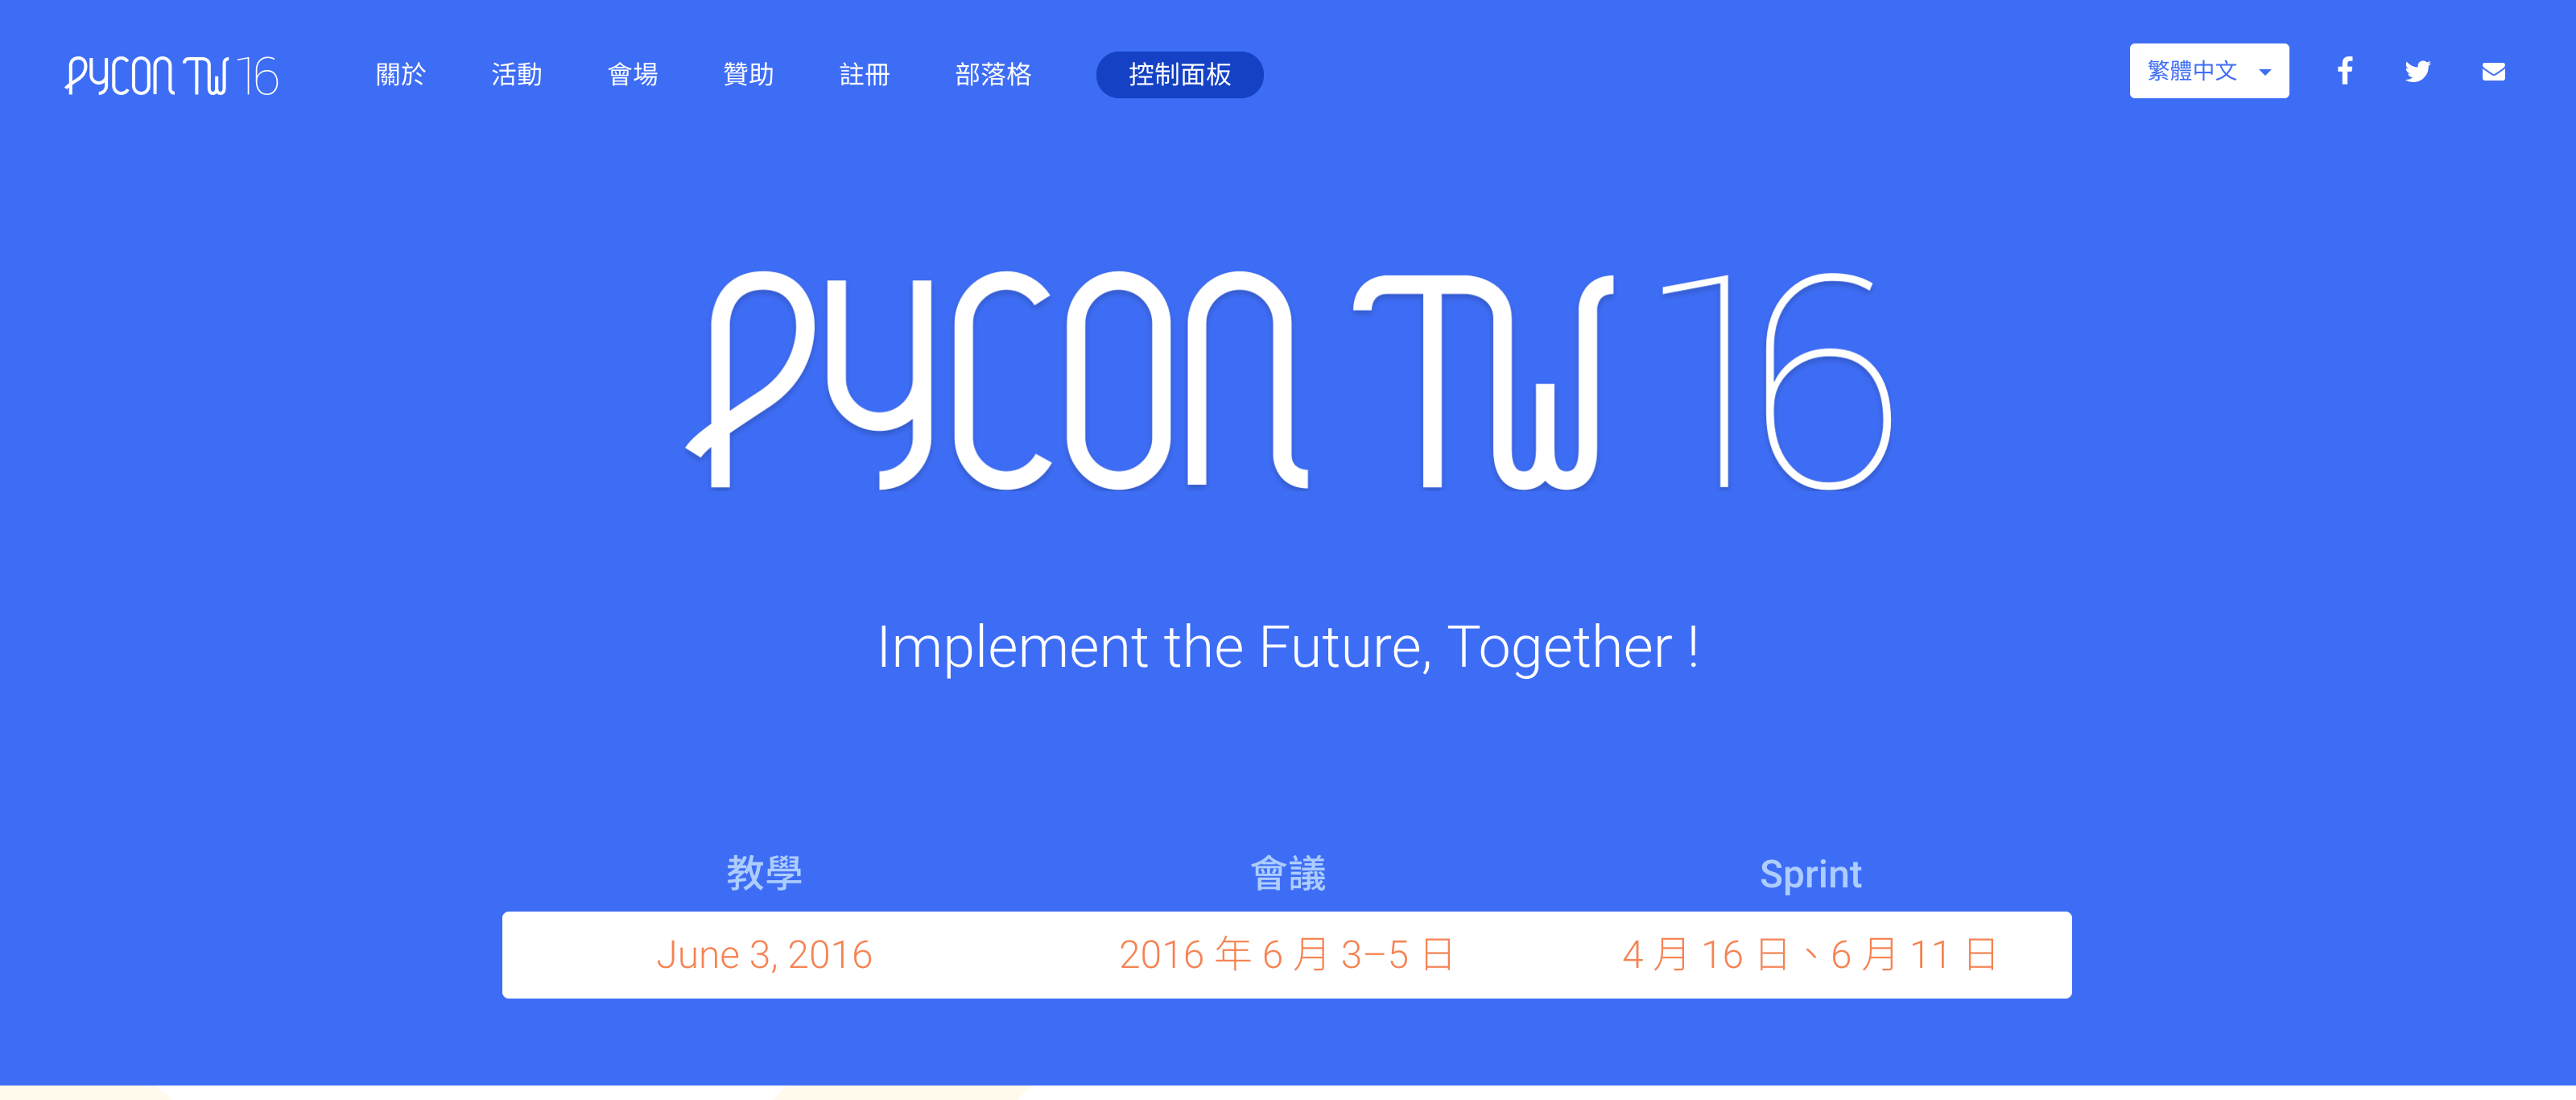 PYCON TW 16 關於 活動 會場 贊助 註冊 部落格 控制面板 繁體中文
PYCON TW 16
Implement the Future, Together !
教學 會議 Sprint
June 3, 2016 2016 年 6 月 3–5 日 4 月 16 日、6 月 11 日